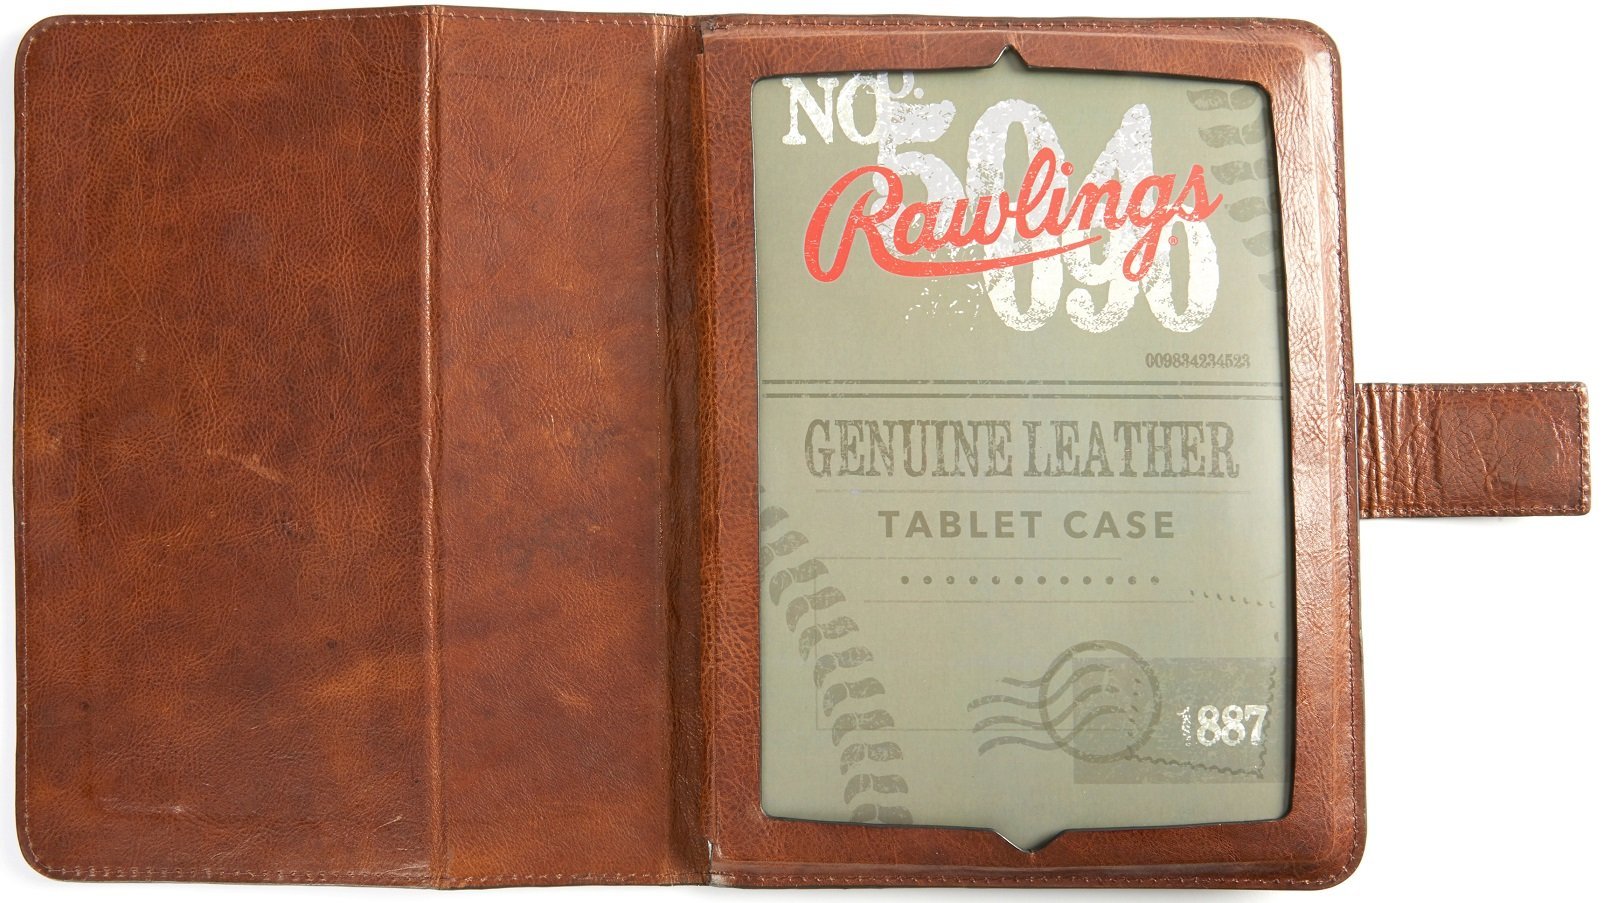 NO.
504
Rawlings®
090
009834234523
GENUINE LEATHER
TABLET CASE
1887